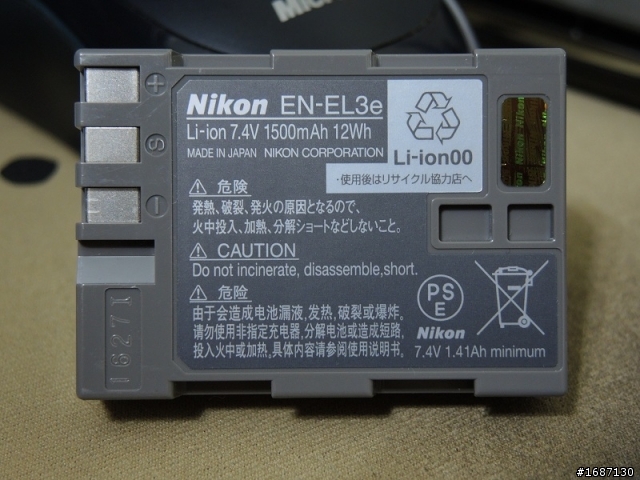 Nikon EN-EL3e
Li-ion 7.4V 1500mAh 12Wh
MADE IN JAPAN NIKON CORPORATION
Li-ion00
・使用後はリサイクル協力店へ
+
S
−
⚠ 危険
発熱、破裂、発火の原因となるので、
火中投入、加熱、分解ショートなどしないこと。
⚠ CAUTION
Do not incinerate, disassemble,short.
⚠ 危险
由于会造成电池漏液,发热,破裂或爆炸。
请勿使用非指定充电器,分解电池或造成短路,
投入火中或加热,具体内容请参阅使用说明书。
PS
E
Nikon
7.4V 1.41Ah minimum
Nikon
16271
#1687130